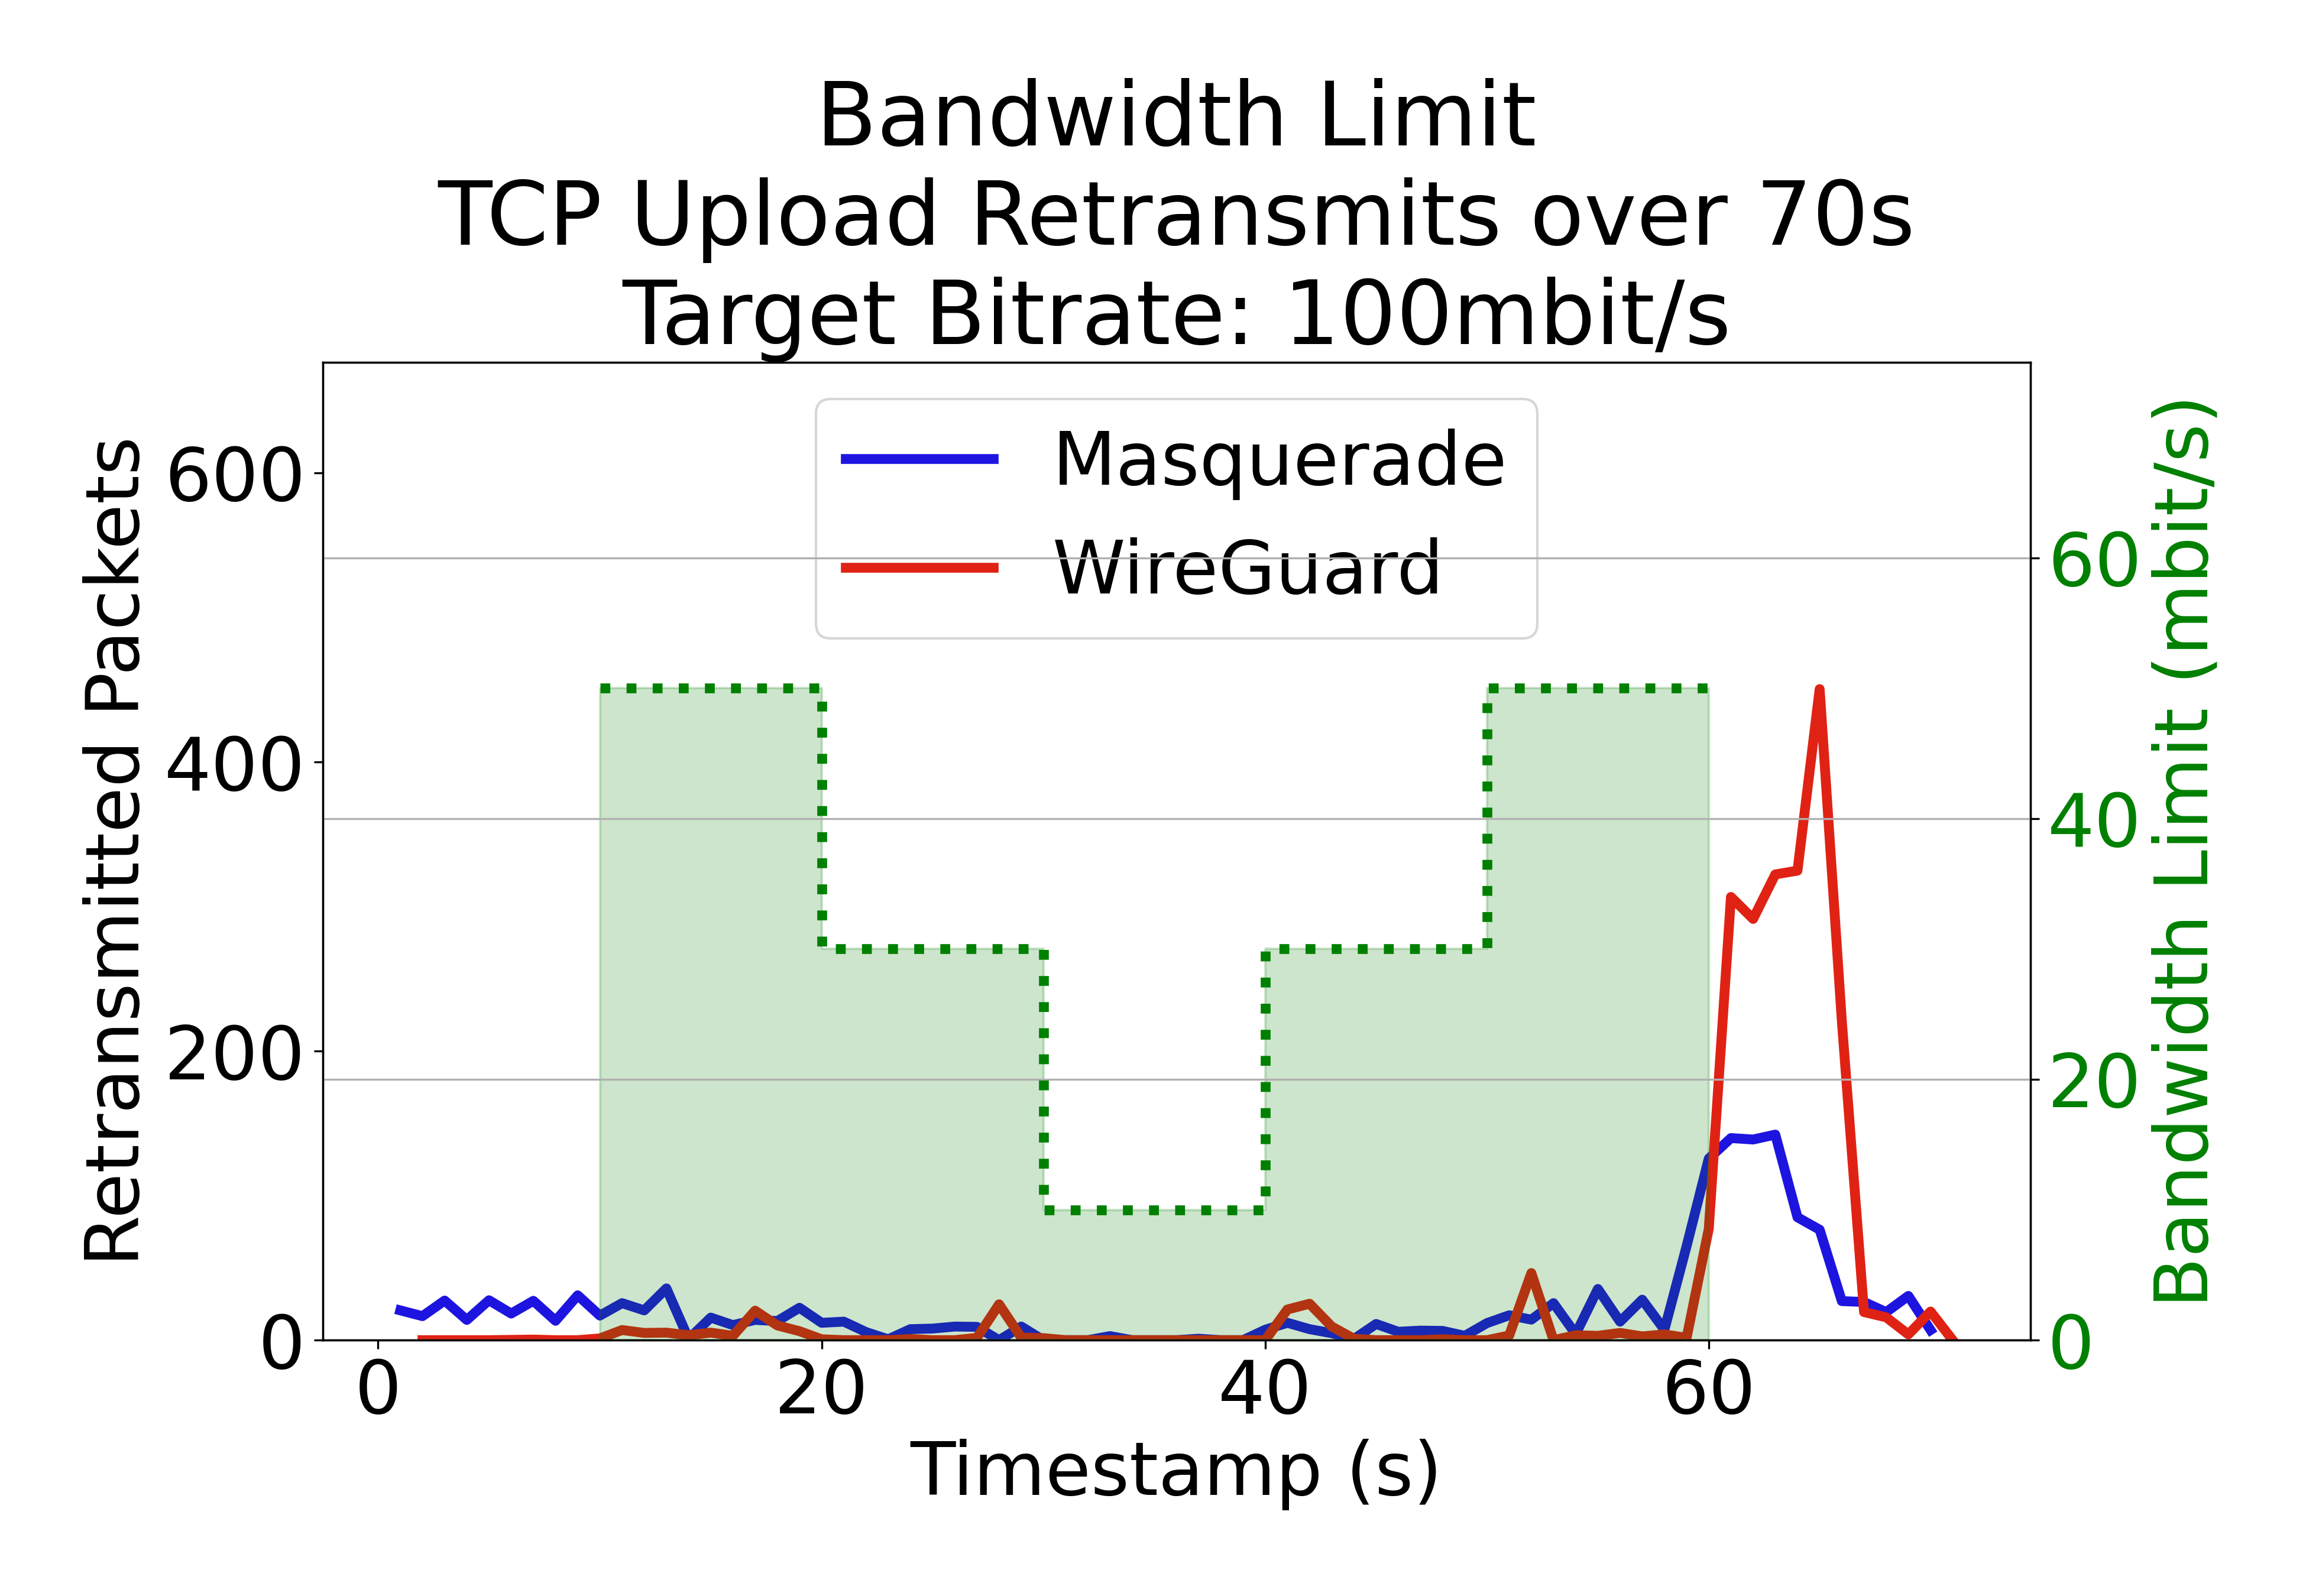 Bandwidth Limit
TCP Upload Retransmits over 70s
Target Bitrate: 100mbit/s
Masquerade
WireGuard
Retransmitted Packets
600
400
200
0
0
20
40
60
Timestamp (s)
60
40
20
0
Bandwidth Limit (mbit/s)